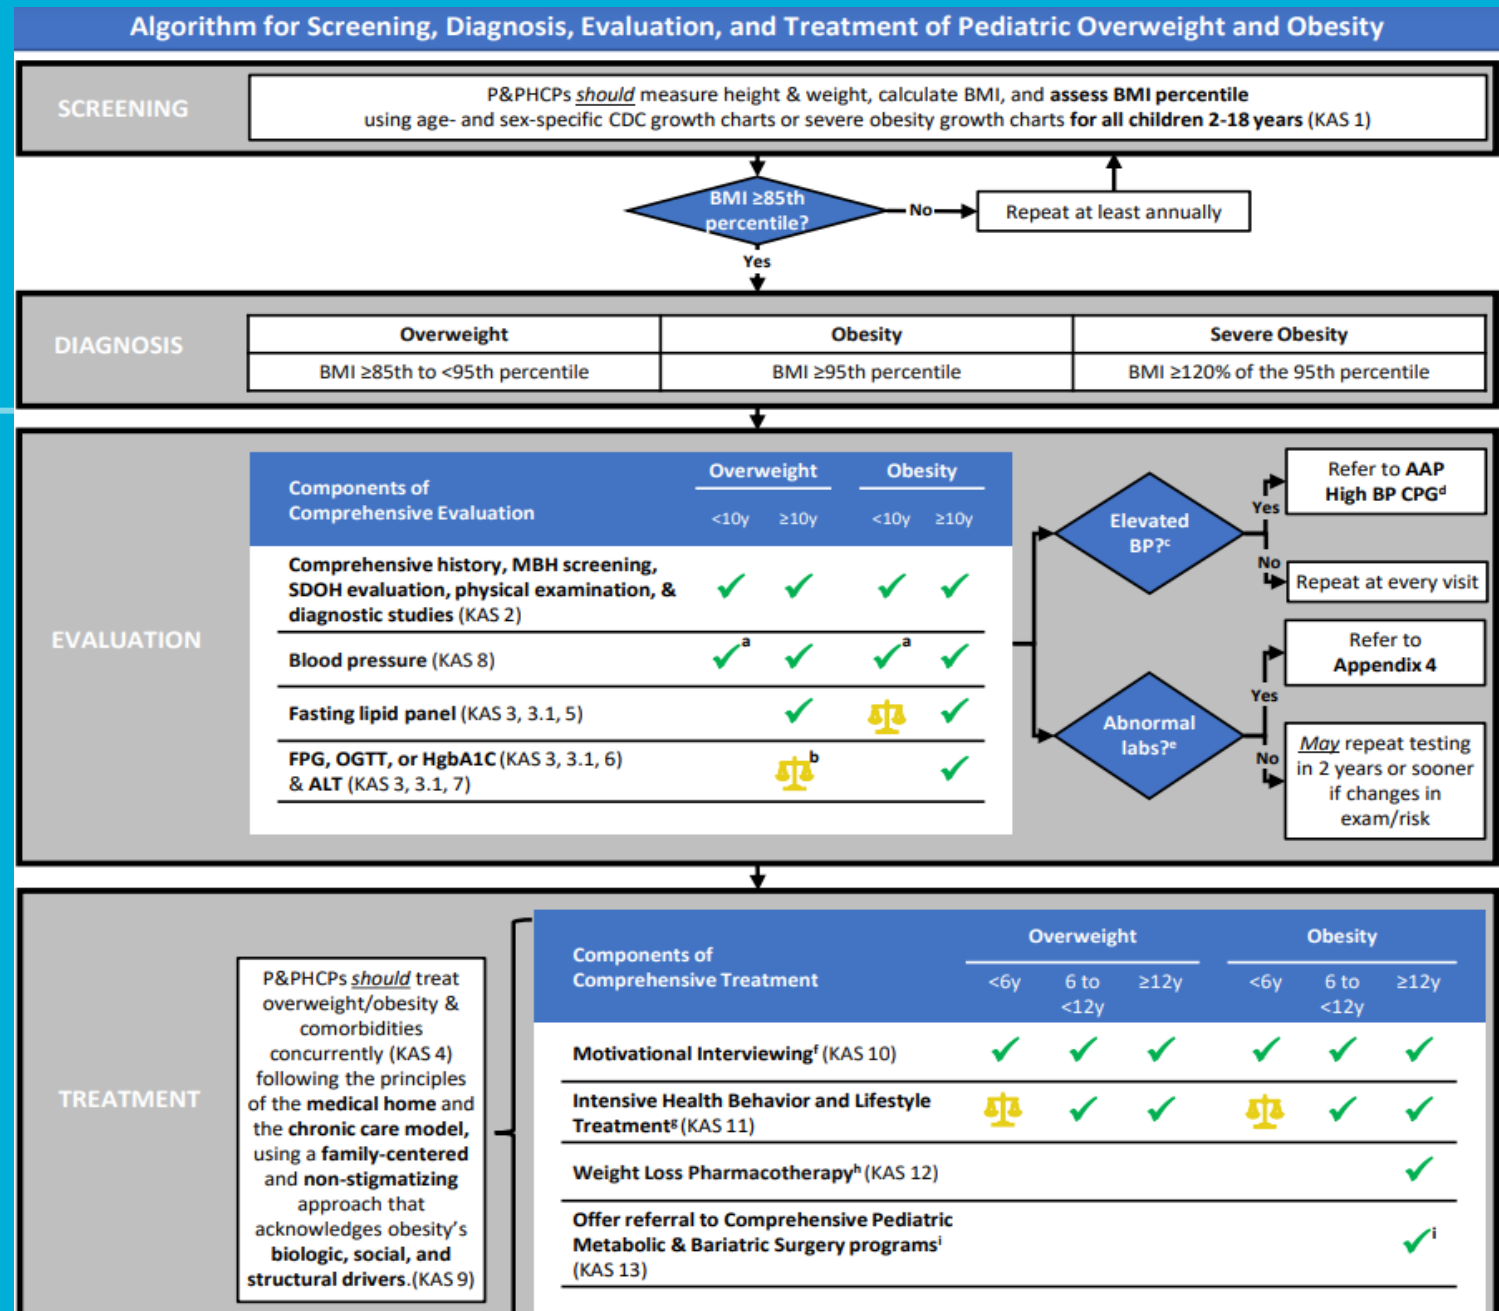 Algorithm for Screening, Diagnosis, Evaluation, and Treatment of Pediatric Overweight and Obesity
SCREENING
P&PHCPs should measure height & weight, calculate BMI, and assess BMI percentile
using age- and sex-specific CDC growth charts or severe obesity growth charts for all children 2-18 years (KAS 1)
BMI ≥85th
percentile?
No
Repeat at least annually
Yes
DIAGNOSIS
Overweight
Obesity
Severe Obesity
BMI ≥85th to <95th percentile
BMI ≥95th percentile
BMI ≥120% of the 95th percentile
EVALUATION
Components of
Comprehensive Evaluation
Overweight
Obesity
<10y
≥10y
<10y
≥10y
Comprehensive history, MBH screening,
SDOH evaluation, physical examination, &
diagnostic studies (KAS 2)
Blood pressure (KAS 8)
a
a
Fasting lipid panel (KAS 3, 3.1, 5)
FPG, OGTT, or HgbA1C (KAS 3, 3.1, 6)
& ALT (KAS 3, 3.1, 7)
b
Elevated
BP?c
Yes
Refer to AAP
High BP CPGd
No
Repeat at every visit
Abnormal
labs?e
Yes
Refer to
Appendix 4
No
May repeat testing
in 2 years or sooner
if changes in
exam/risk
TREATMENT
P&PHCPs should treat
overweight/obesity &
comorbidities
concurrently (KAS 4)
following the principles
of the medical home and
the chronic care model,
using a family-centered
and non-stigmatizing
approach that
acknowledges obesity's
biologic, social, and
structural drivers.(KAS 9)
Components of
Comprehensive Treatment
Overweight
Obesity
<6y
6 to
<12y
≥12y
<6y
6 to
<12y
≥12y
Motivational Interviewingf (KAS 10)
Intensive Health Behavior and Lifestyle
Treatmentg (KAS 11)
Weight Loss Pharmacotherapyh (KAS 12)
Offer referral to Comprehensive Pediatric
Metabolic & Bariatric Surgery programsi
(KAS 13)
i